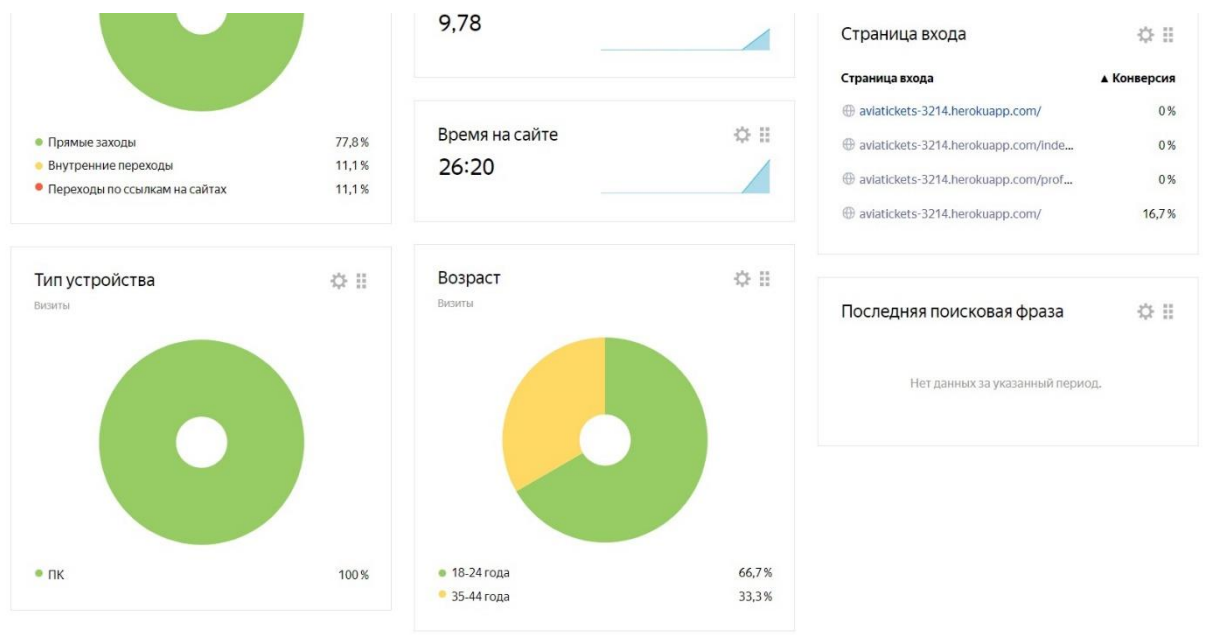 Прямые заходы 77,8%
Внутренние переходы 11,1%
Переходы по ссылкам на сайтах 11,1%
Тип устройства
Визиты
ПК 100%
9,78
Время на сайте
26:20
Возраст
Визиты
18-24 года 66,7%
35-44 года 33,3%
Страница входа
Страница входа ▲ Конверсия
aviatickets-3214.herokuapp.com/ 0%
aviatickets-3214.herokuapp.com/inde... 0%
aviatickets-3214.herokuapp.com/prof... 0%
aviatickets-3214.herokuapp.com/ 16,7%
Последняя поисковая фраза
Нет данных за указанный период.